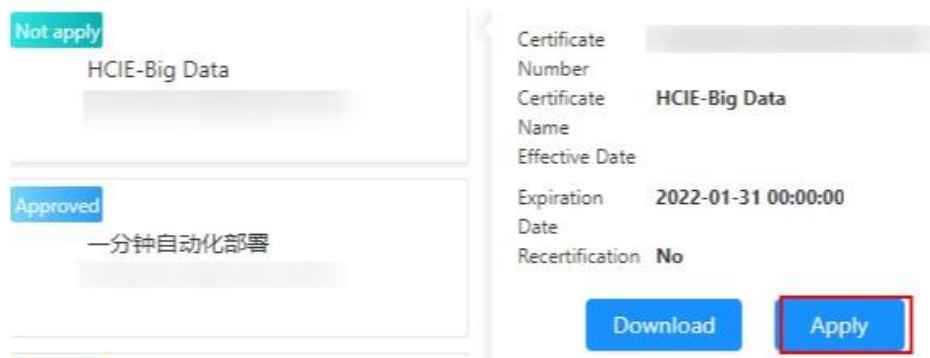 Not apply
HCIE-Big Data
Approved
一分钟自动化部署
Certificate
Number
Certificate HCIE-Big Data
Name
Effective Date
Expiration 2022-01-31 00:00:00
Date
Recertification No
Download Apply